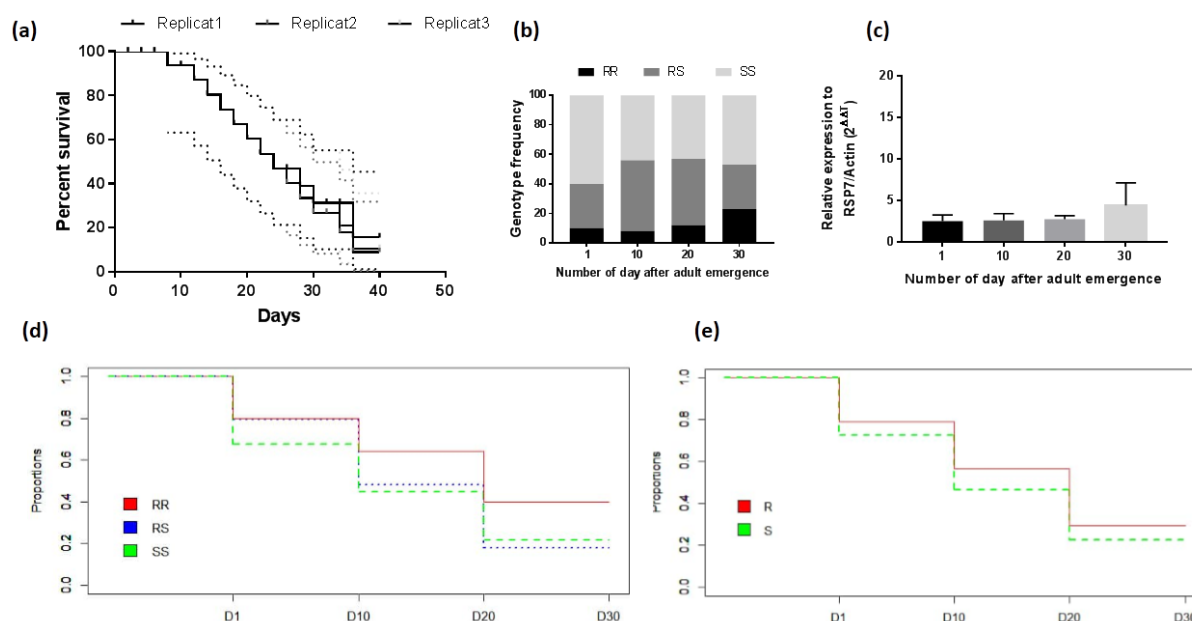 (a)
Replicat1 Replicat2 Replicat3
Percent survival
100
80
60
40
20
0
0 10 20 30 40 50
Days
(b)
RR RS SS
Genotype frequency
100
80
60
40
20
0
1 10 20 30
Number of day after adult emergence
(c)
Relative expression to
RSP7/Actin (2^ΔΔT)
20
15
10
5
0
1 10 20 30
Number of day after adult emergence
(d)
Proportions
1.0
0.8
0.6
0.4
0.2
0.0
RR
RS
SS
D1 D10 D20 D30
(e)
Proportions
1.0
0.8
0.6
0.4
0.2
0.0
R
S
D1 D10 D20 D30